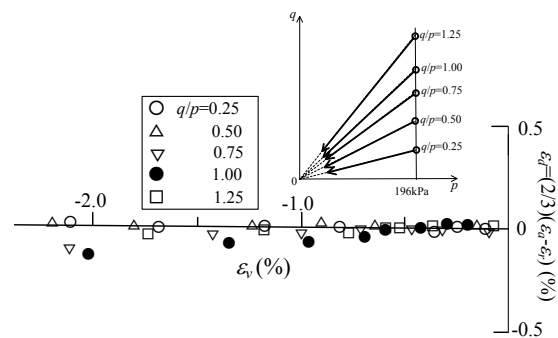 q
q/p=1.25
q/p=1.00
q/p=0.75
q/p=0.50
q/p=0.25
0
196kPa
p
q/p=0.25
0.50
0.75
1.00
1.25
-2.0
-1.0
εv (%)
0.5
0
-0.5
εd=(2/3)(εa-εr) (%)